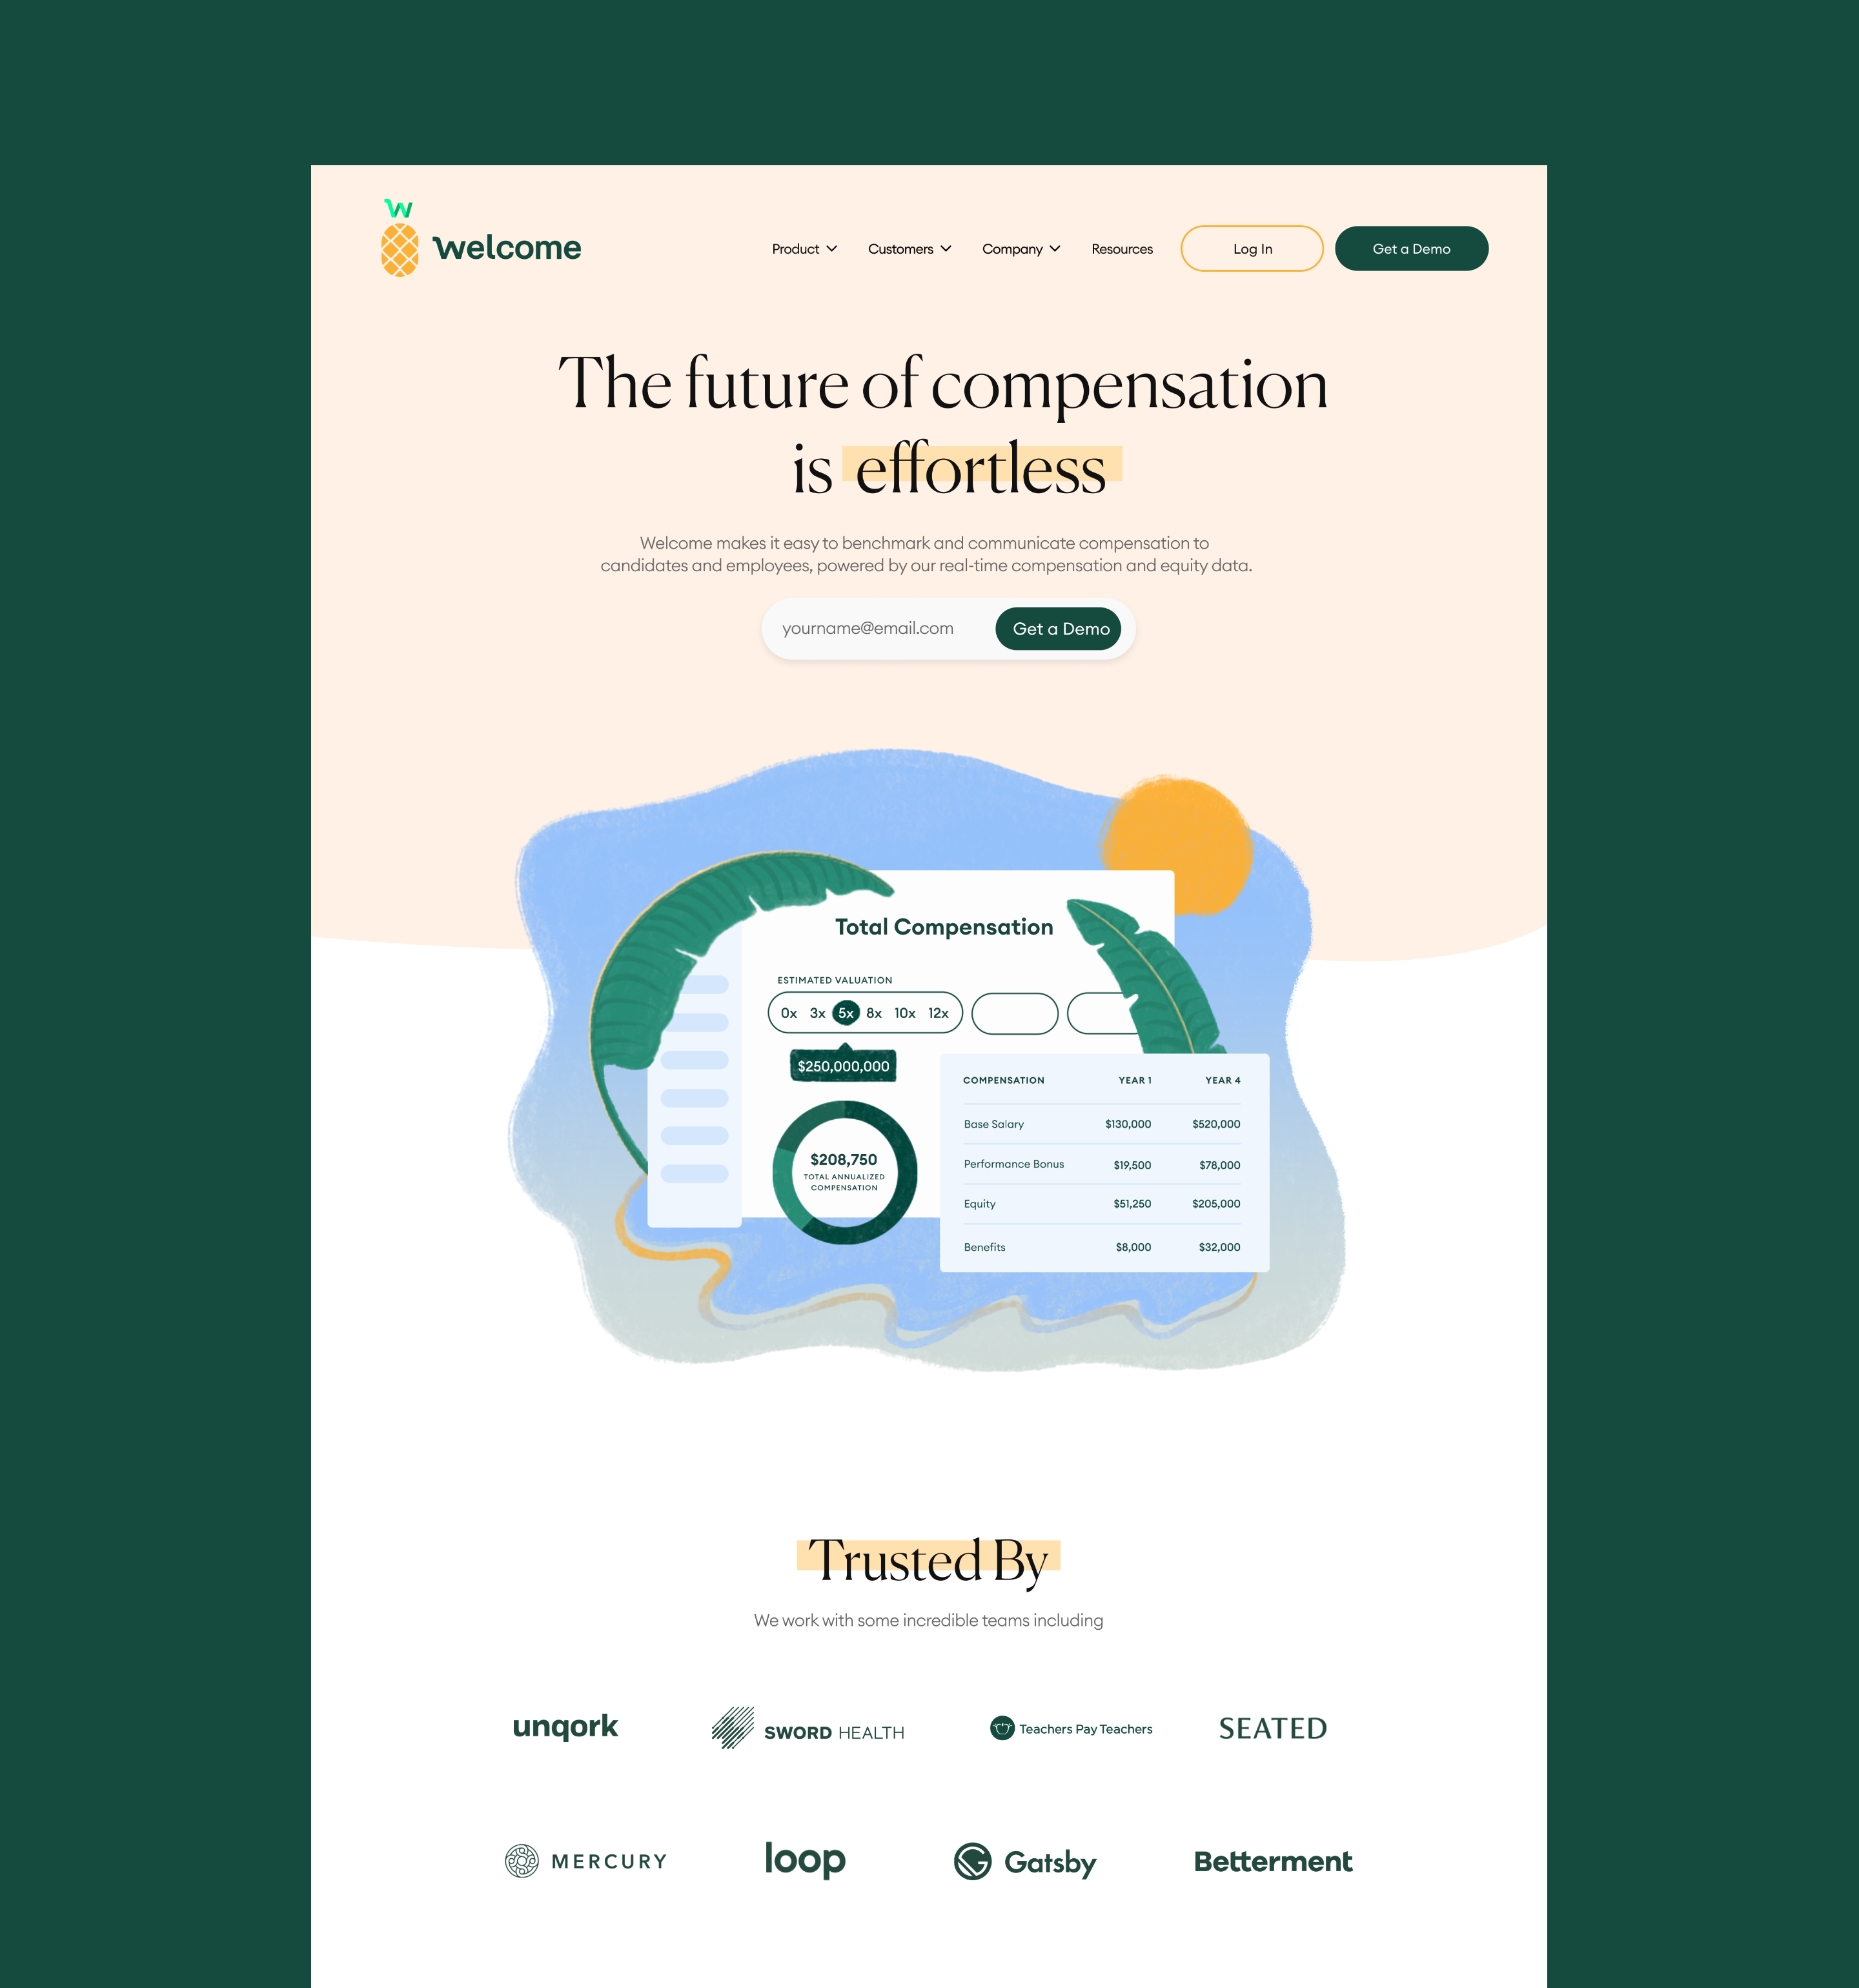 welcome
Product Customers Company Resources Log In Get a Demo
The future of compensation
is effortless
Welcome makes it easy to benchmark and communicate compensation to
candidates and employees, powered by our real-time compensation and equity data.
yourname@email.com Get a Demo
Total Compensation
ESTIMATED VALUATION
0x 3x 5x 8x 10x 12x
$250,000,000
$208,750
TOTAL ANNUALIZED
COMPENSATION
COMPENSATION YEAR 1 YEAR 4
Base Salary $130,000 $520,000
Performance Bonus $19,500 $78,000
Equity $51,250 $205,000
Benefits $8,000 $32,000
Trusted By
We work with some incredible teams including
unqork SWORD HEALTH Teachers Pay Teachers SEATED
MERCURY loop Gatsby Betterment